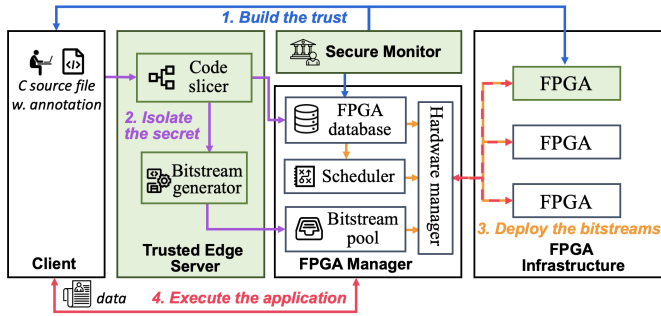 1. Build the trust
C source file
w. annotation
Client
Code
slicer
2. Isolate
the secret
Bitstream
generator
Trusted Edge
Server
Secure Monitor
FPGA
database
Scheduler
Bitstream
pool
Hardware manager
FPGA Manager
FPGA
FPGA
FPGA
3. Deploy the bitstreams
FPGA
Infrastructure
data
4. Execute the application